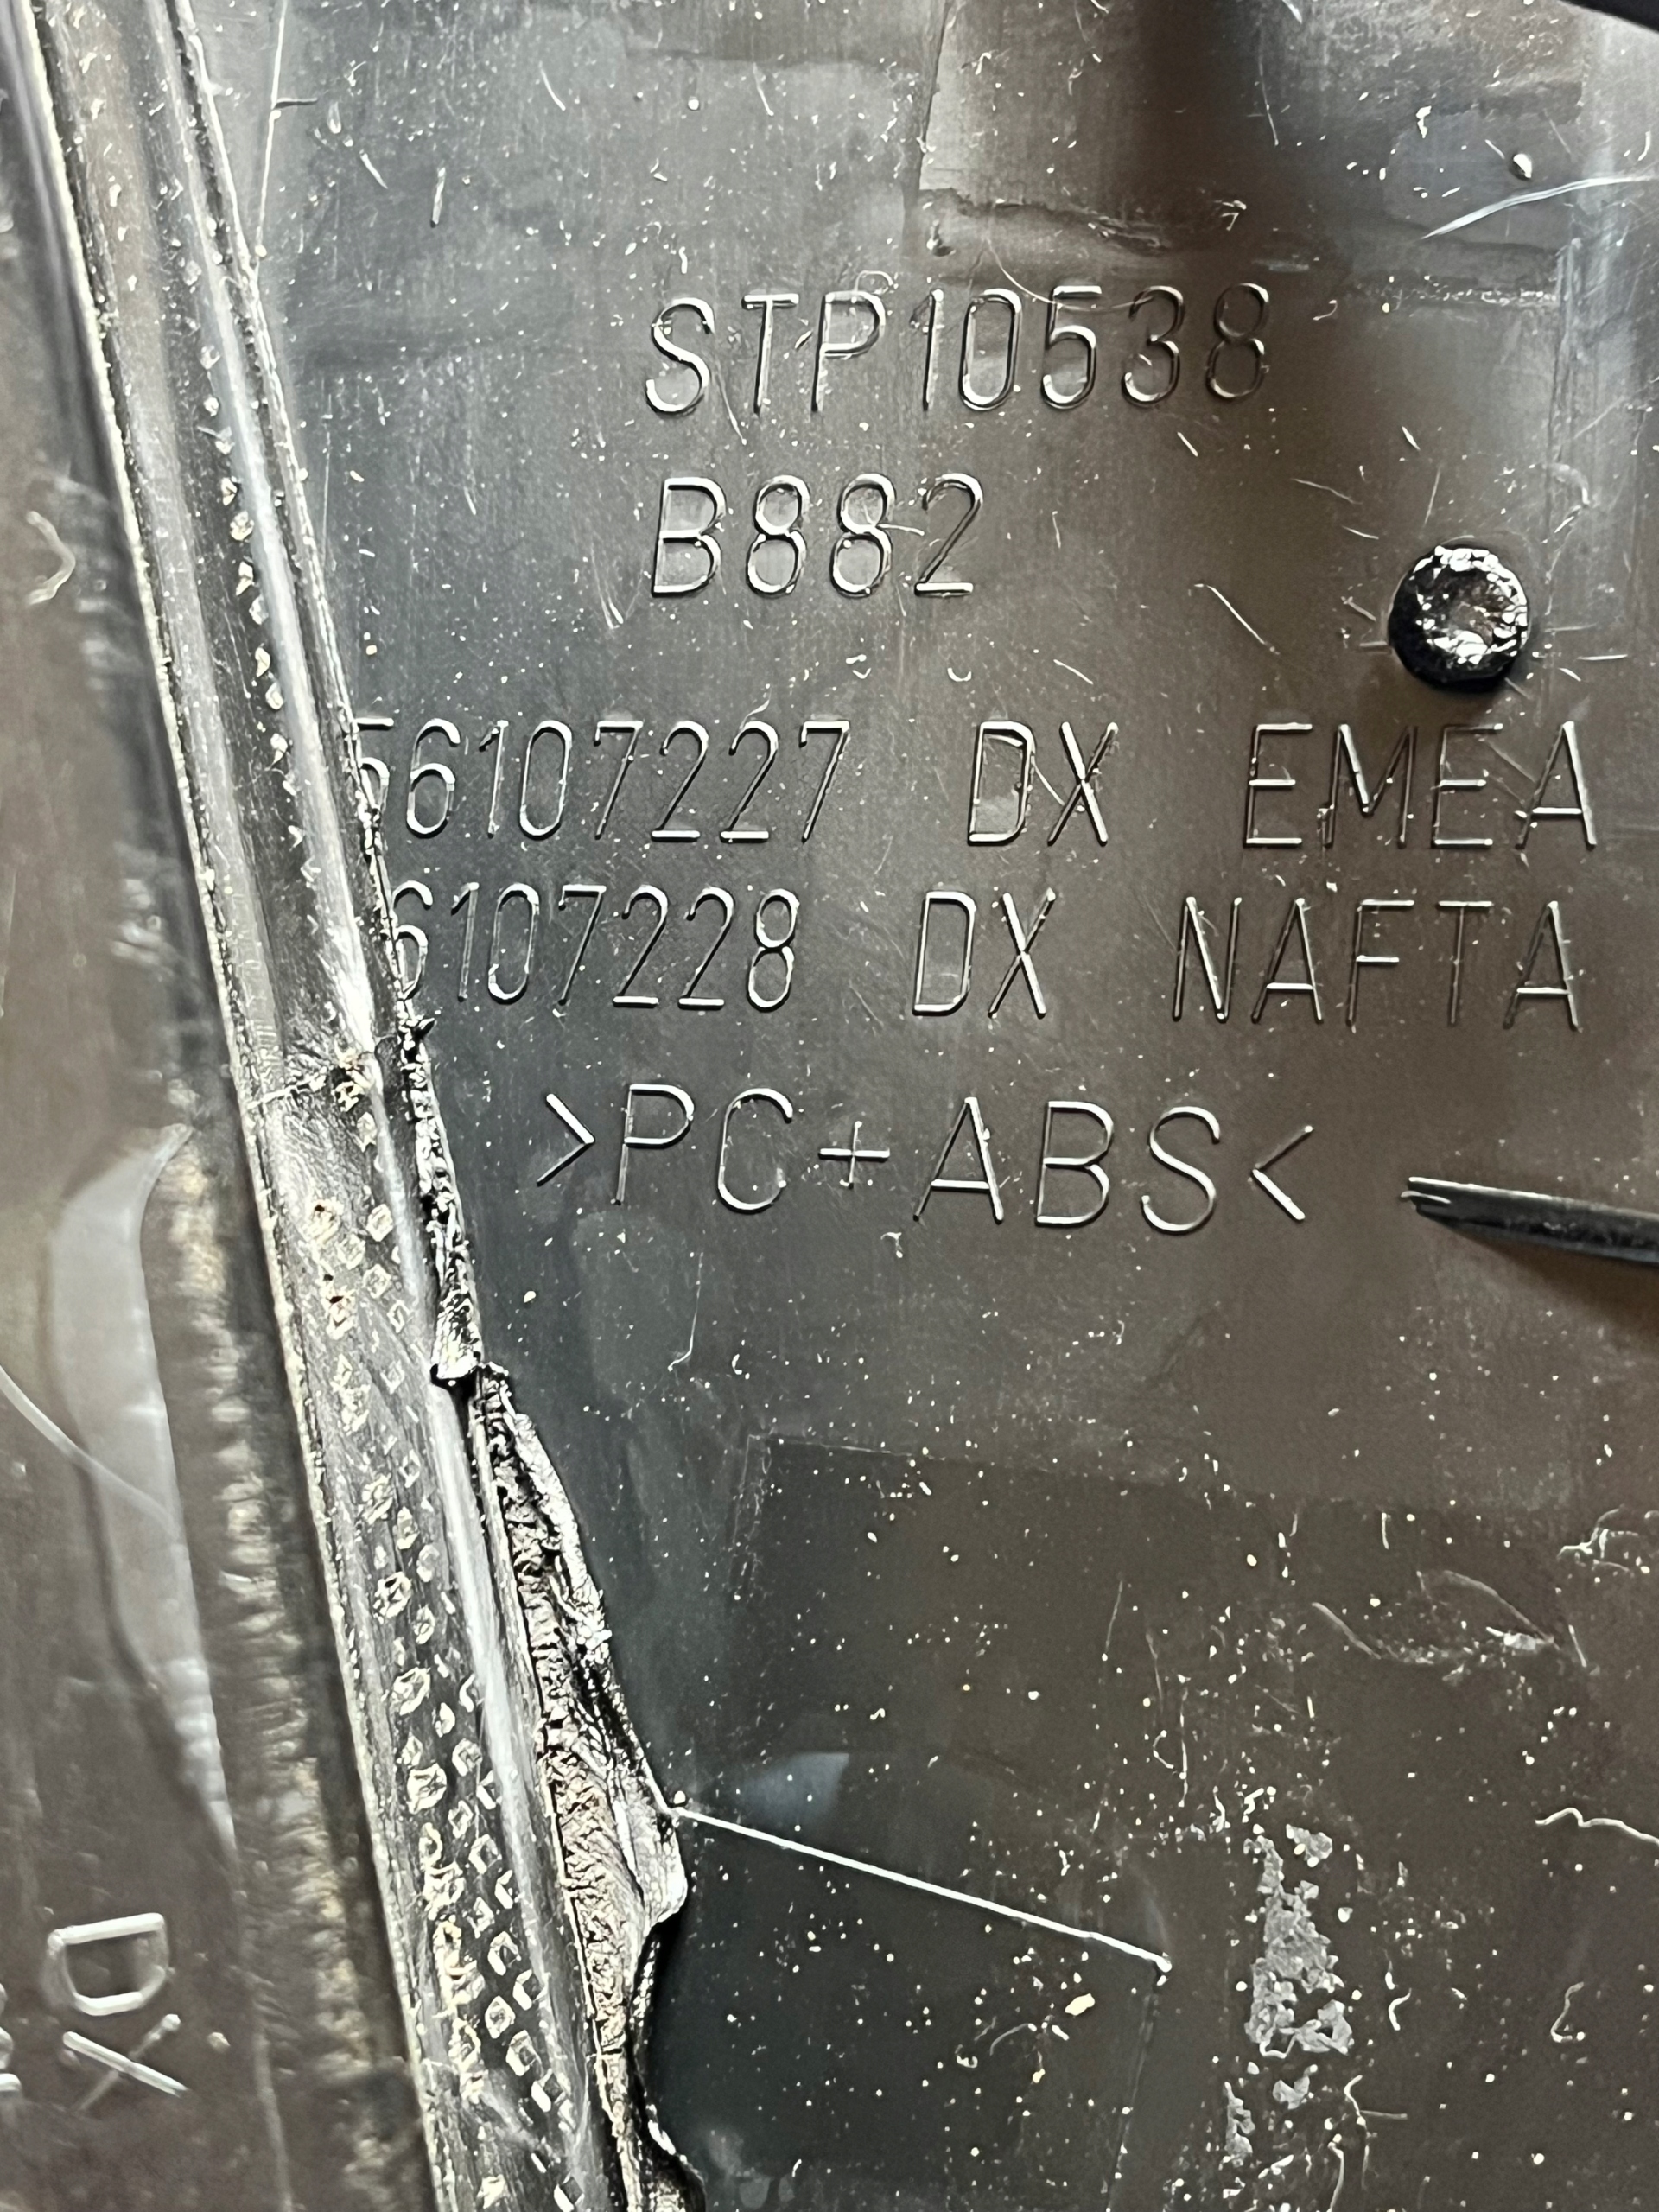 STP10538
B882
56107227 DX EMEA
6107228 DX NAFTA
>PC+ABS<
DX